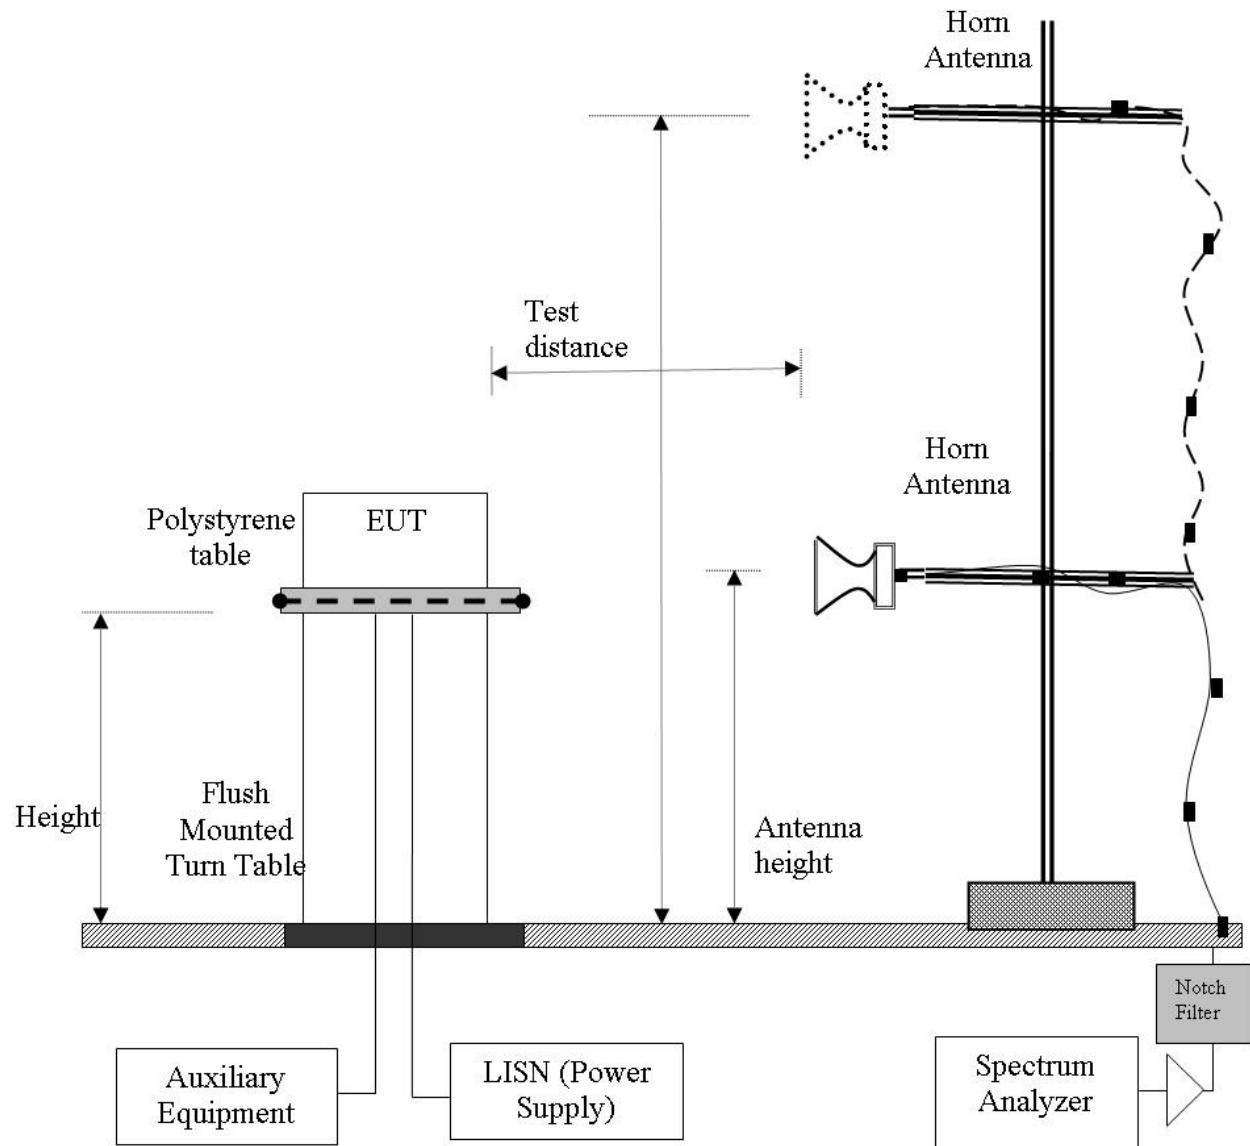 Horn
Antenna
Test
distance
Horn
Antenna
Polystyrene
table
EUT
Height
Flush
Mounted
Turn Table
Antenna
height
Notch
Filter
Auxiliary
Equipment
LISN (Power
Supply)
Spectrum
Analyzer